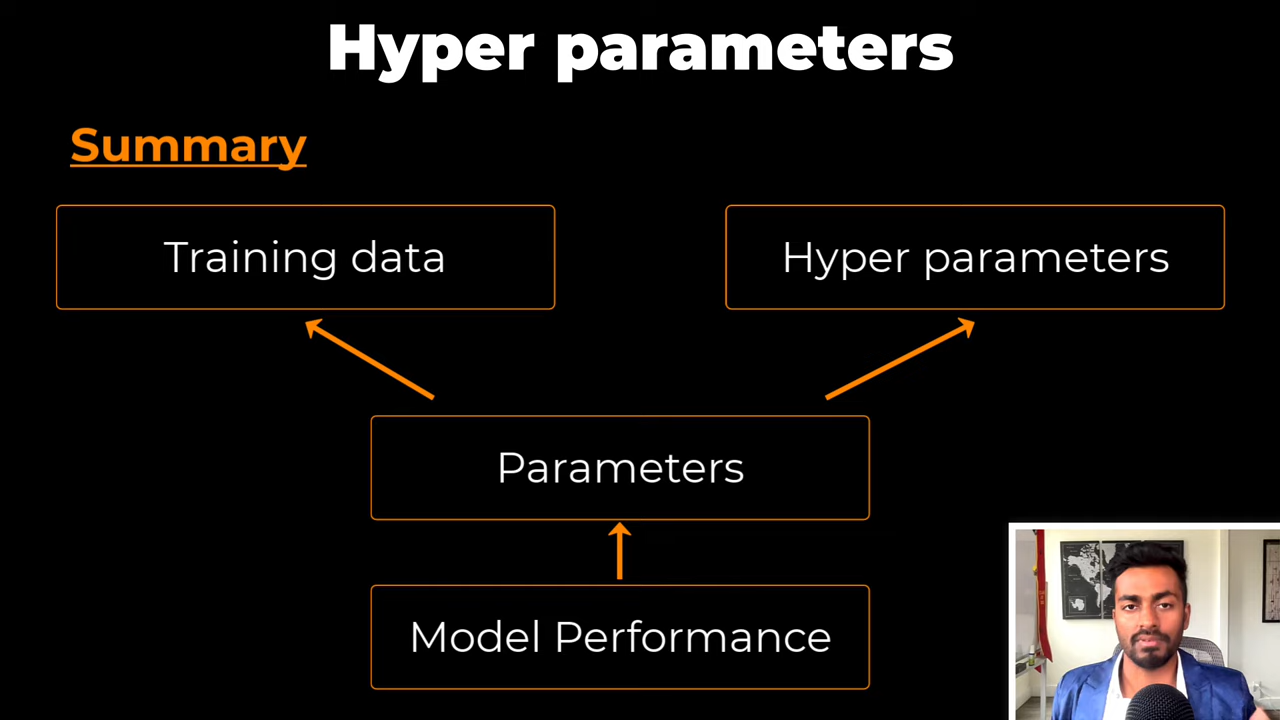 Hyper parameters
Summary
Training data
Hyper parameters
Parameters
Model Performance